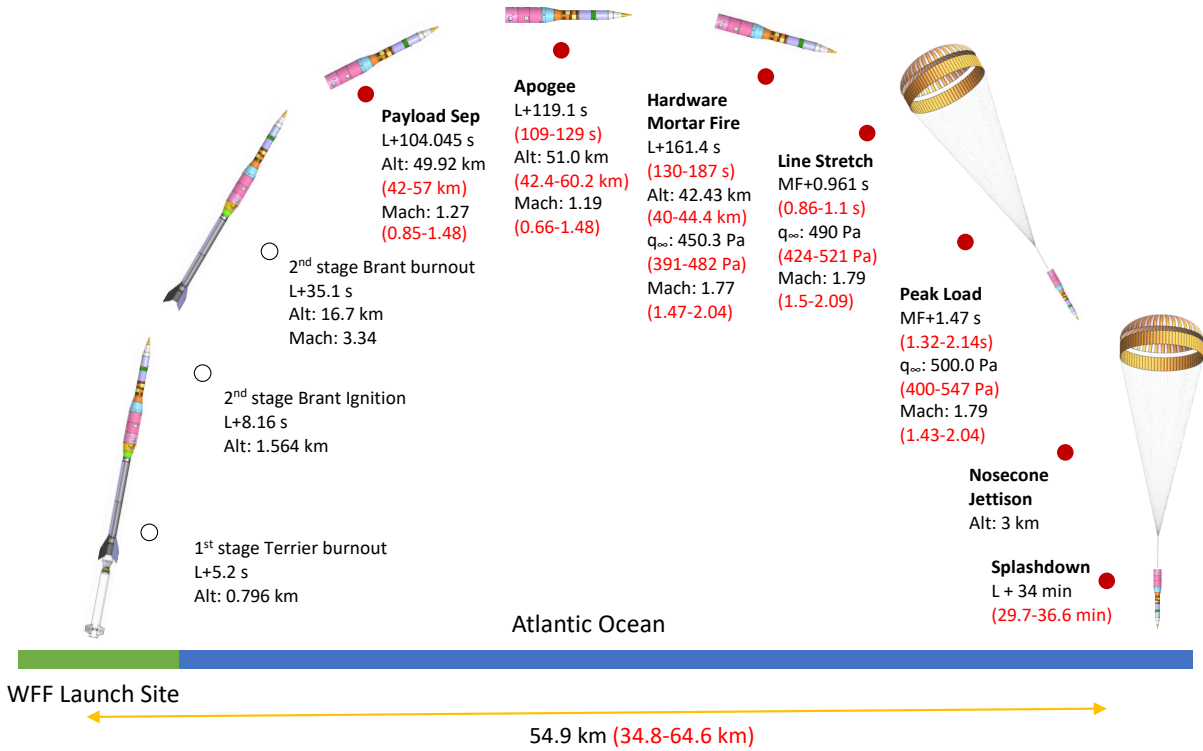 Payload Sep
L+104.045 s
Alt: 49.92 km
(42-57 km)
Mach: 1.27
(0.85-1.48)
Apogee
L+119.1 s
(109-129 s)
Alt: 51.0 km
(42.4-60.2 km)
Mach: 1.19
(0.66-1.48)
Hardware
Mortar Fire
L+161.4 s
(130-187 s)
Alt: 42.43 km
(40-44.4 km)
q∞: 450.3 Pa
(391-482 Pa)
Mach: 1.77
(1.47-2.04)
Line Stretch
MF+0.961 s
(0.86-1.1 s)
q∞: 490 Pa
(424-521 Pa)
Mach: 1.79
(1.5-2.09)
Peak Load
MF+1.47 s
(1.32-2.14s)
q∞: 500.0 Pa
(400-547 Pa)
Mach: 1.79
(1.43-2.04)
2nd stage Brant burnout
L+35.1 s
Alt: 16.7 km
Mach: 3.34
2nd stage Brant Ignition
L+8.16 s
Alt: 1.564 km
Nosecone
Jettison
Alt: 3 km
1st stage Terrier burnout
L+5.2 s
Alt: 0.796 km
Splashdown
L + 34 min
(29.7-36.6 min)
Atlantic Ocean
WFF Launch Site
54.9 km (34.8-64.6 km)